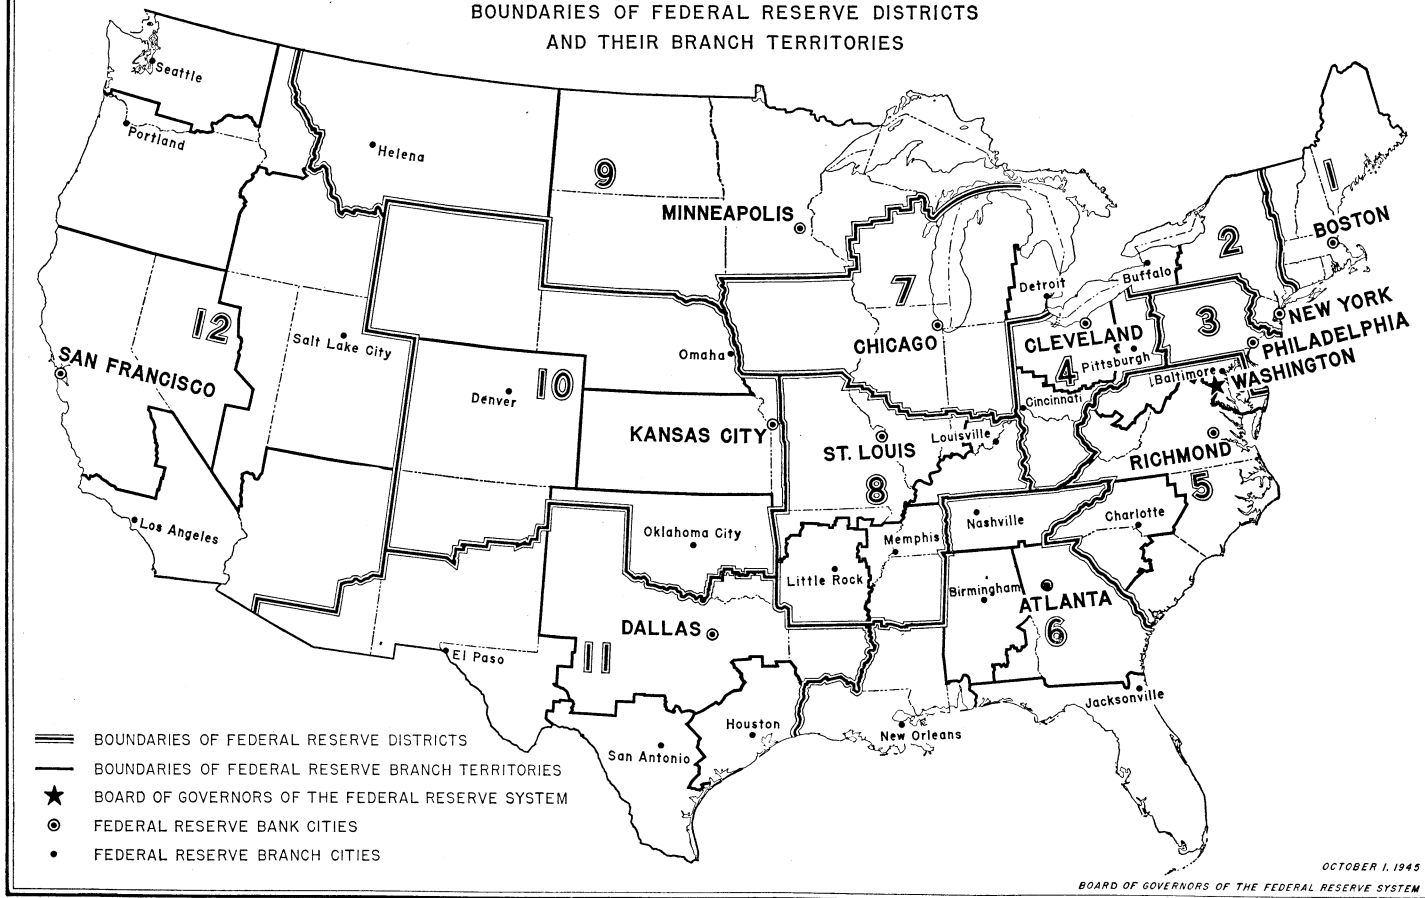 BOUNDARIES OF FEDERAL RESERVE DISTRICTS
AND THEIR BRANCH TERRITORIES
Seattle
Portland
Helena
9
MINNEAPOLIS
1
BOSTON
2
Buffalo
Detroit
7
CHICAGO
NEW YORK
3
PHILADELPHIA
CLEVELAND
4
Pittsburgh
WASHINGTON
Baltimore
Cincinnati
12
SAN FRANCISCO
Salt Lake City
Omaha
10
Denver
KANSAS CITY
ST. LOUIS
Louisville
8
RICHMOND
5
Los Angeles
Oklahoma City
Nashville
Charlotte
Memphis
Little Rock
Birmingham
ATLANTA
6
DALLAS
11
El Paso
Jacksonville
Houston
New Orleans
San Antonio
BOUNDARIES OF FEDERAL RESERVE DISTRICTS
BOUNDARIES OF FEDERAL RESERVE BRANCH TERRITORIES
BOARD OF GOVERNORS OF THE FEDERAL RESERVE SYSTEM
FEDERAL RESERVE BANK CITIES
FEDERAL RESERVE BRANCH CITIES
OCTOBER 1, 1945
BOARD OF GOVERNORS OF THE FEDERAL RESERVE SYSTEM